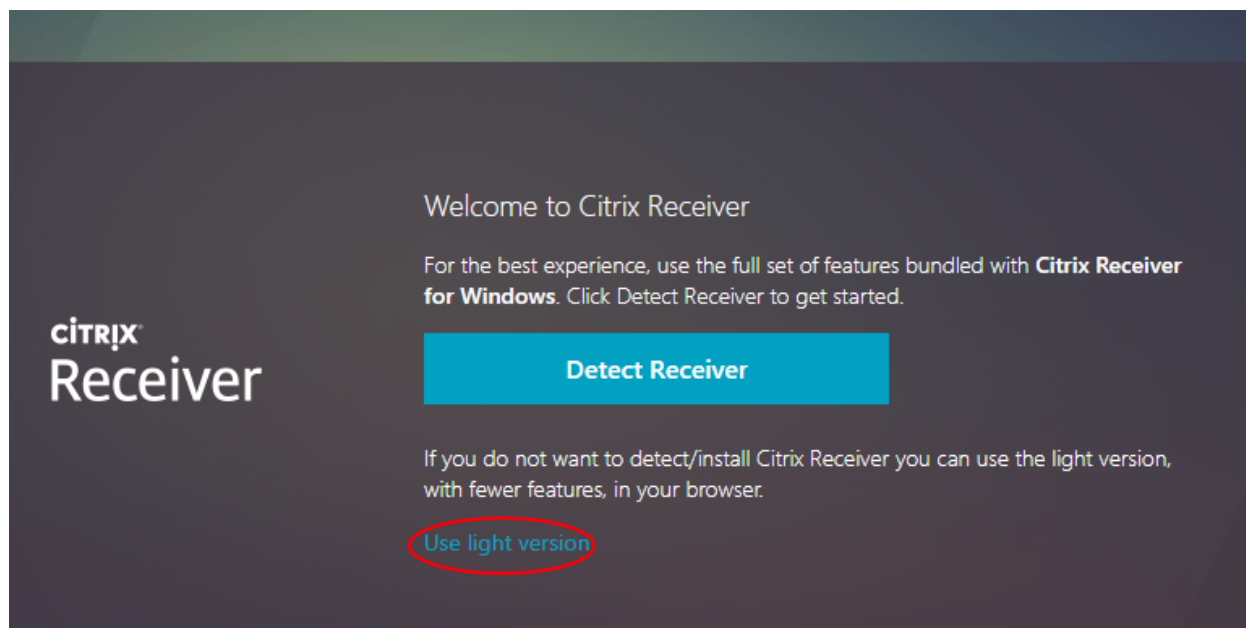 Welcome to Citrix Receiver
For the best experience, use the full set of features bundled with Citrix Receiver
for Windows. Click Detect Receiver to get started.
CİTRIX
Receiver
Detect Receiver
If you do not want to detect/install Citrix Receiver you can use the light version,
with fewer features, in your browser.
Use light version